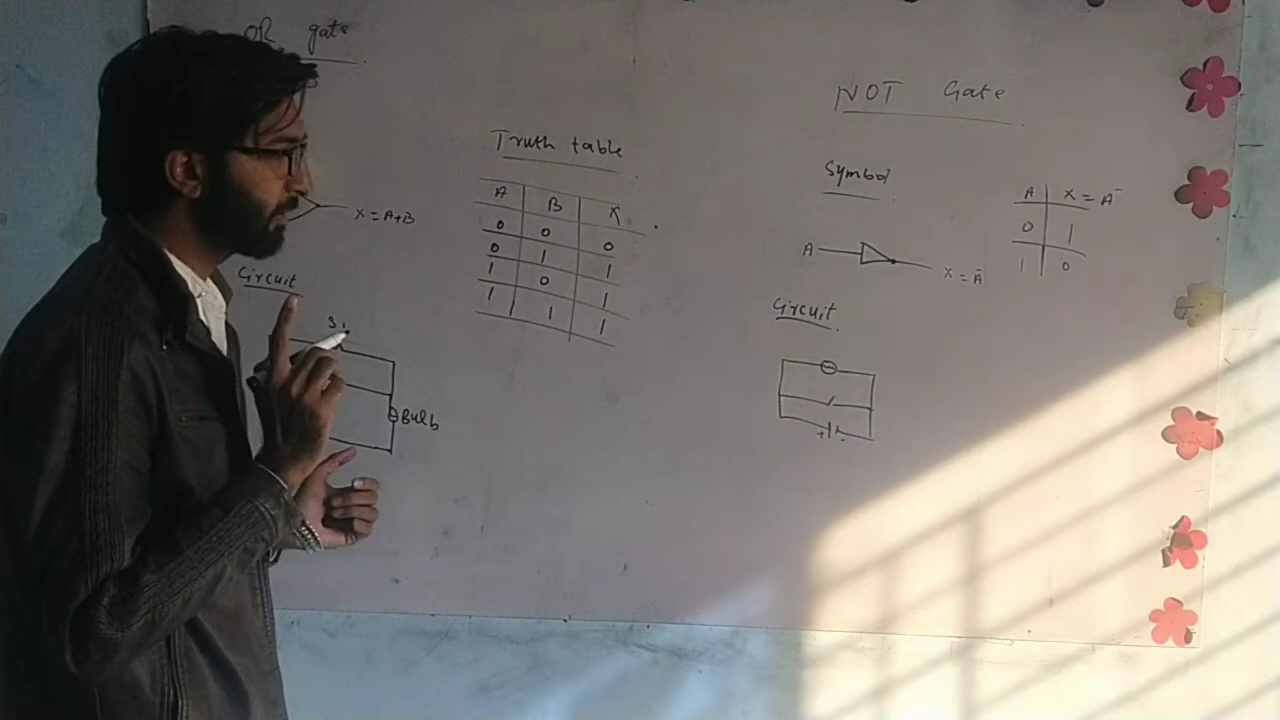 OR gate
X = A+B
Circuit
S1
Bulb
Truth table
A B X
0 0 0
0 1 1
1 0 1
1 1 1
NOT Gate
Symbol
A X = Ā
A X = A¯
0 1
1 0
Circuit
+ -